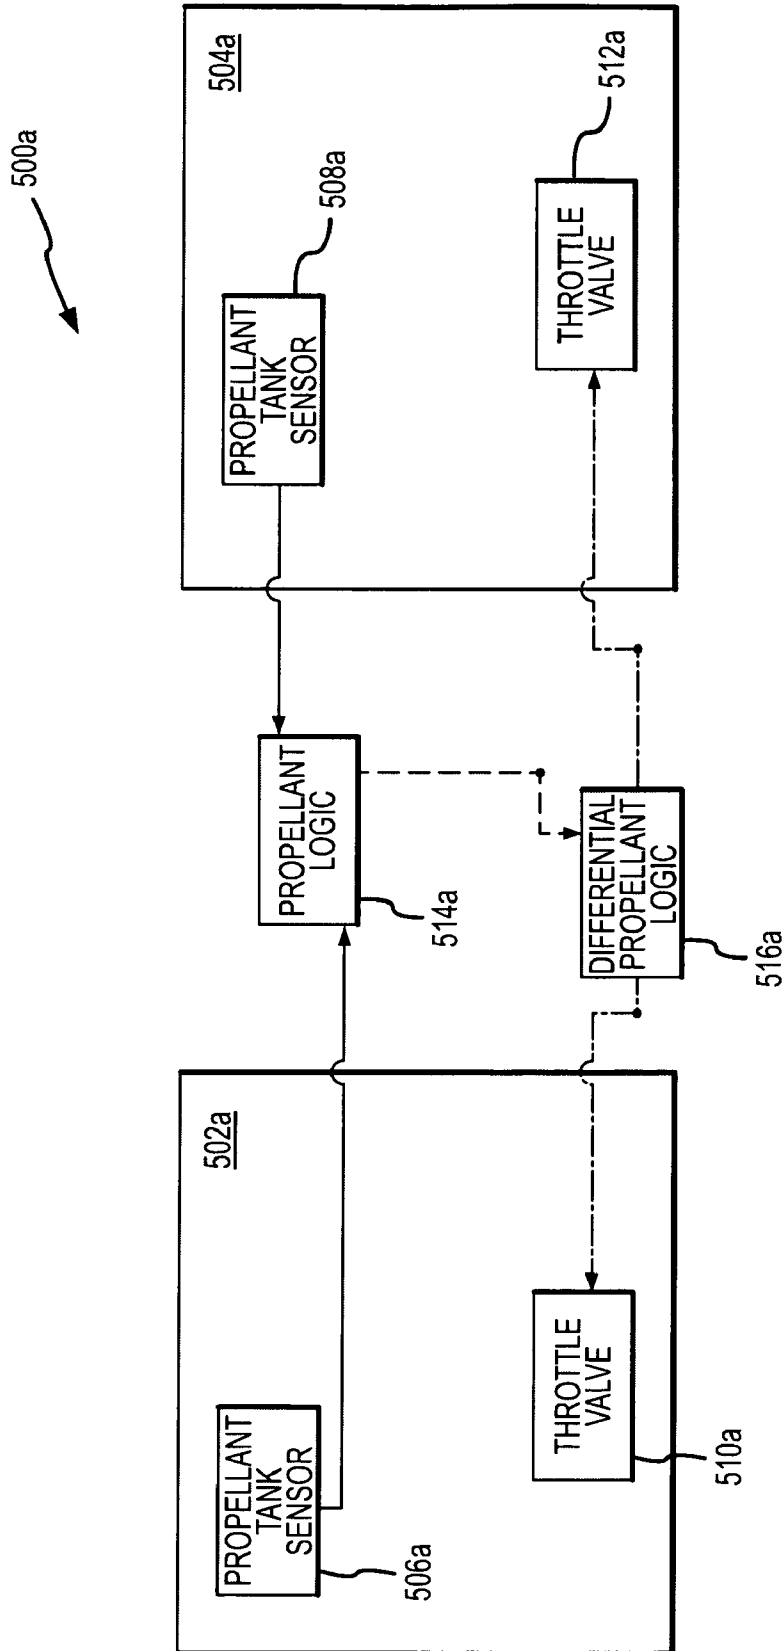 500a
502a
PROPELLANT
TANK
SENSOR
506a
THROTTLE
VALVE
510a
PROPELLANT
LOGIC
514a
DIFFERENTIAL
PROPELLANT
LOGIC
516a
504a
PROPELLANT
TANK
SENSOR
508a
THROTTLE
VALVE
512a